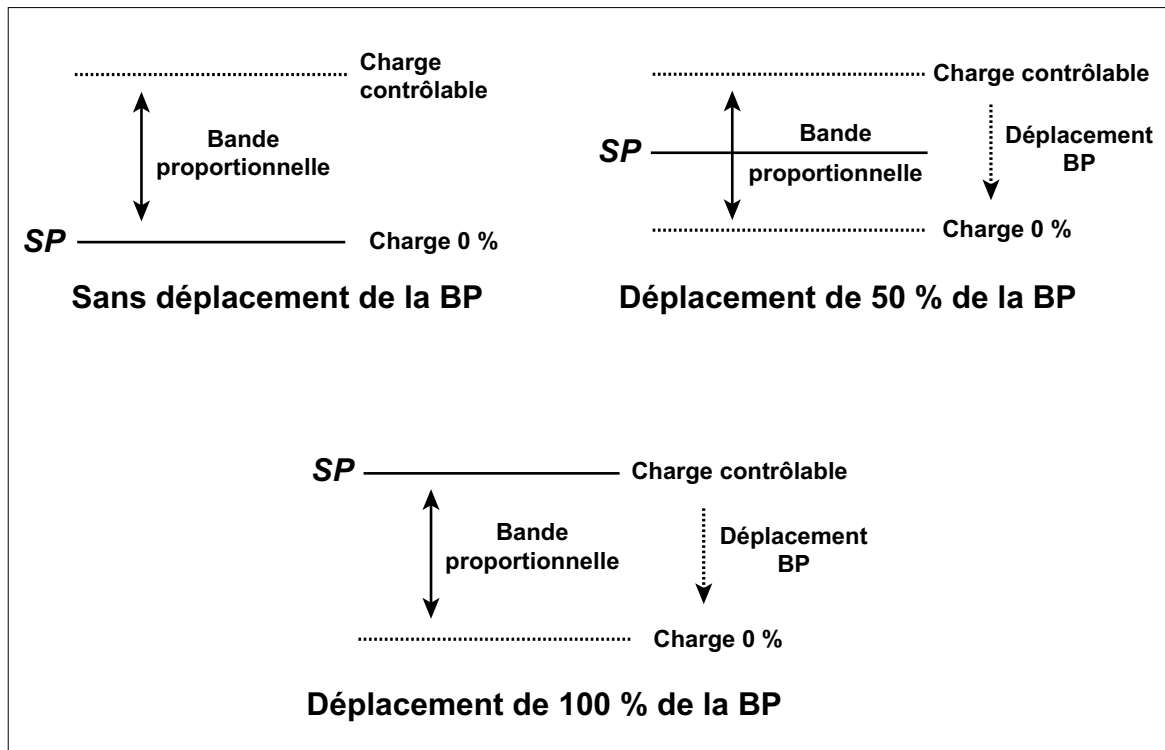 Charge
contrôlable
Bande
proportionnelle
SP
Charge 0 %
Sans déplacement de la BP
Charge contrôlable
SP
Bande
proportionnelle
Déplacement
BP
Charge 0 %
Déplacement de 50 % de la BP
SP
Charge contrôlable
Bande
proportionnelle
Déplacement
BP
Charge 0 %
Déplacement de 100 % de la BP